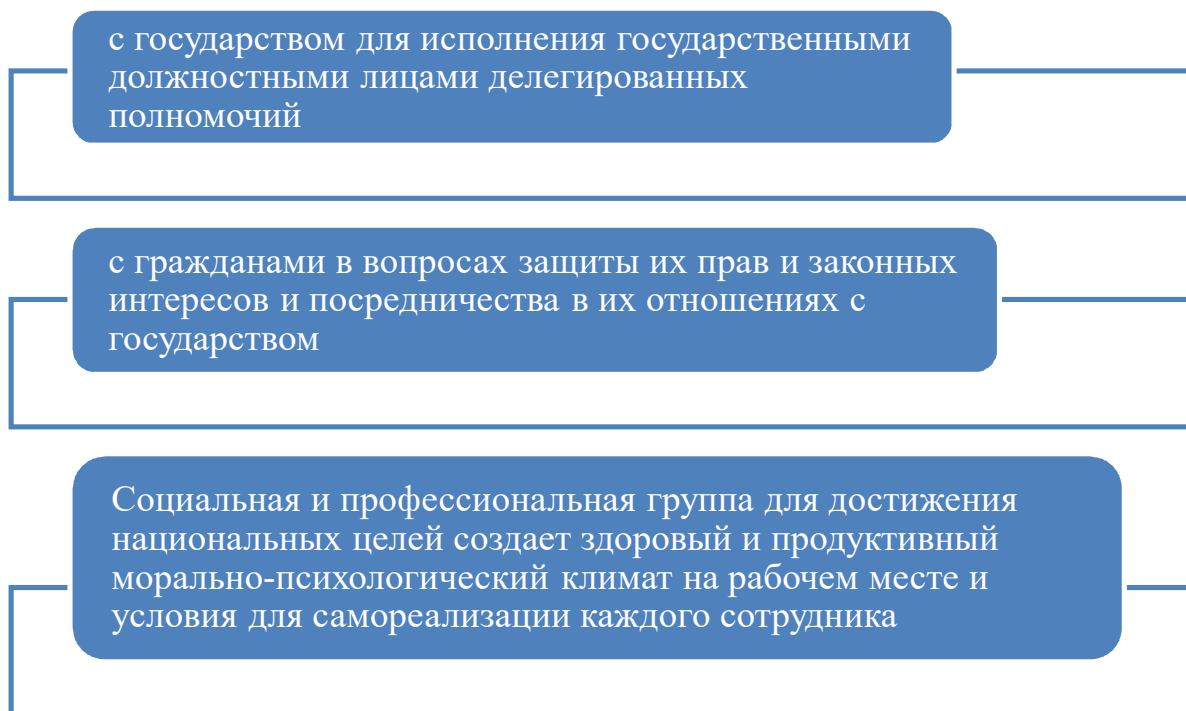 с государством для исполнения государственными
должностными лицами делегированных
полномочий
с гражданами в вопросах защиты их прав и законных
интересов и посредничества в их отношениях с
государством
Социальная и профессиональная группа для достижения
национальных целей создает здоровый и продуктивный
морально-психологический климат на рабочем месте и
условия для самореализации каждого сотрудника